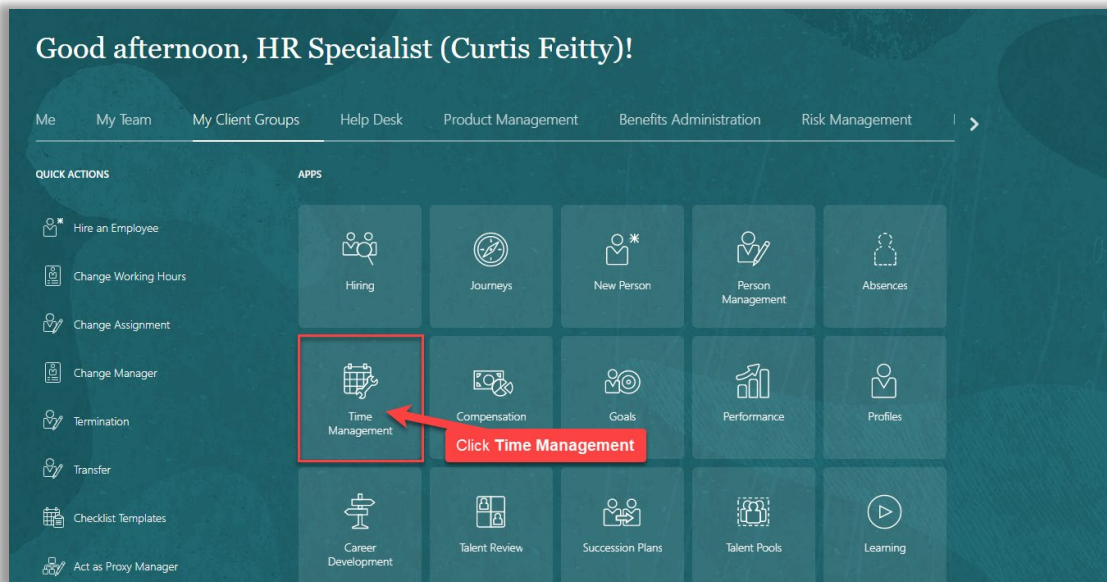 Good afternoon, HR Specialist (Curtis Feitty)!
Me My Team My Client Groups Help Desk Product Management Benefits Administration Risk Management
QUICK ACTIONS
Hire an Employee
Change Working Hours
Change Assignment
Change Manager
Termination
Transfer
Checklist Templates
Act as Proxy Manager
APPS
Hiring
Journeys
New Person
Person
Management
Absences
Time
Management
Compensation
Goals
Performance
Profiles
Click Time Management
Career
Development
Talent Review
Succession Plans
Talent Pools
Learning